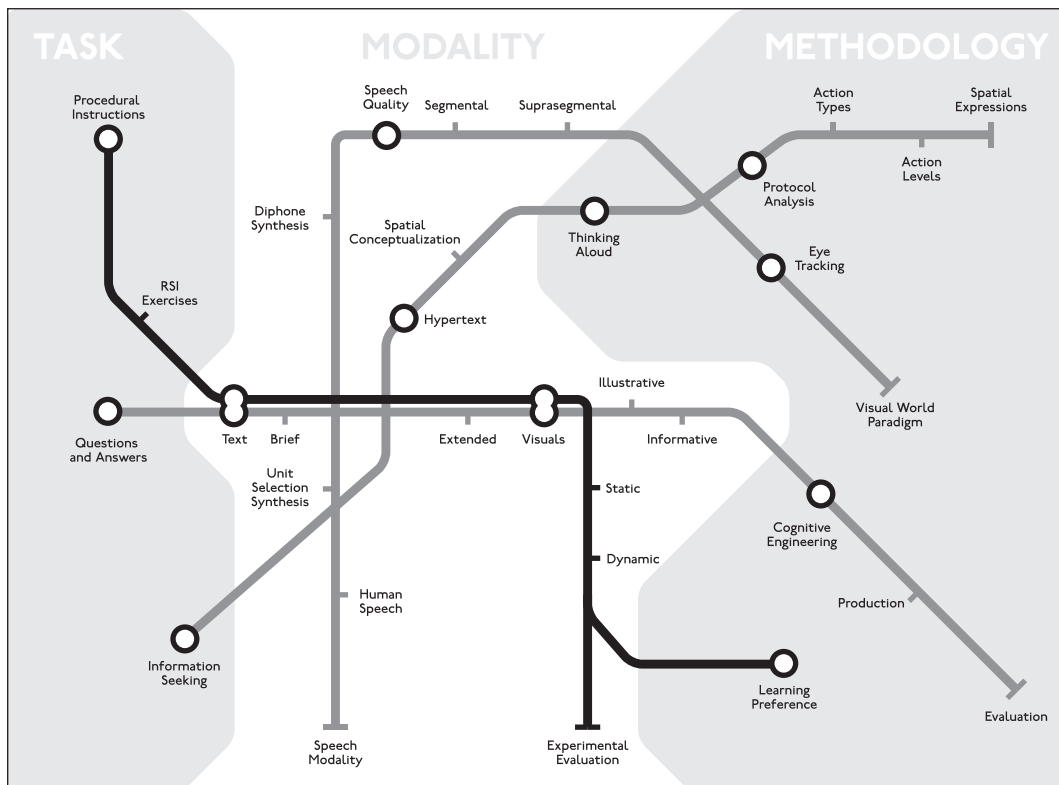 TASK
MODALITY
METHODOLOGY
Procedural
Instructions
Speech
Quality
Segmental
Suprasegmental
Action
Types
Spatial
Expressions
Action
Levels
Protocol
Analysis
Diphone
Synthesis
Spatial
Conceptualization
Thinking
Aloud
Eye
Tracking
RSI
Exercises
Hypertext
Illustrative
Visual World
Paradigm
Questions
and Answers
Text
Brief
Extended
Visuals
Informative
Unit
Selection
Synthesis
Static
Cognitive
Engineering
Dynamic
Human
Speech
Production
Information
Seeking
Learning
Preference
Evaluation
Speech
Modality
Experimental
Evaluation